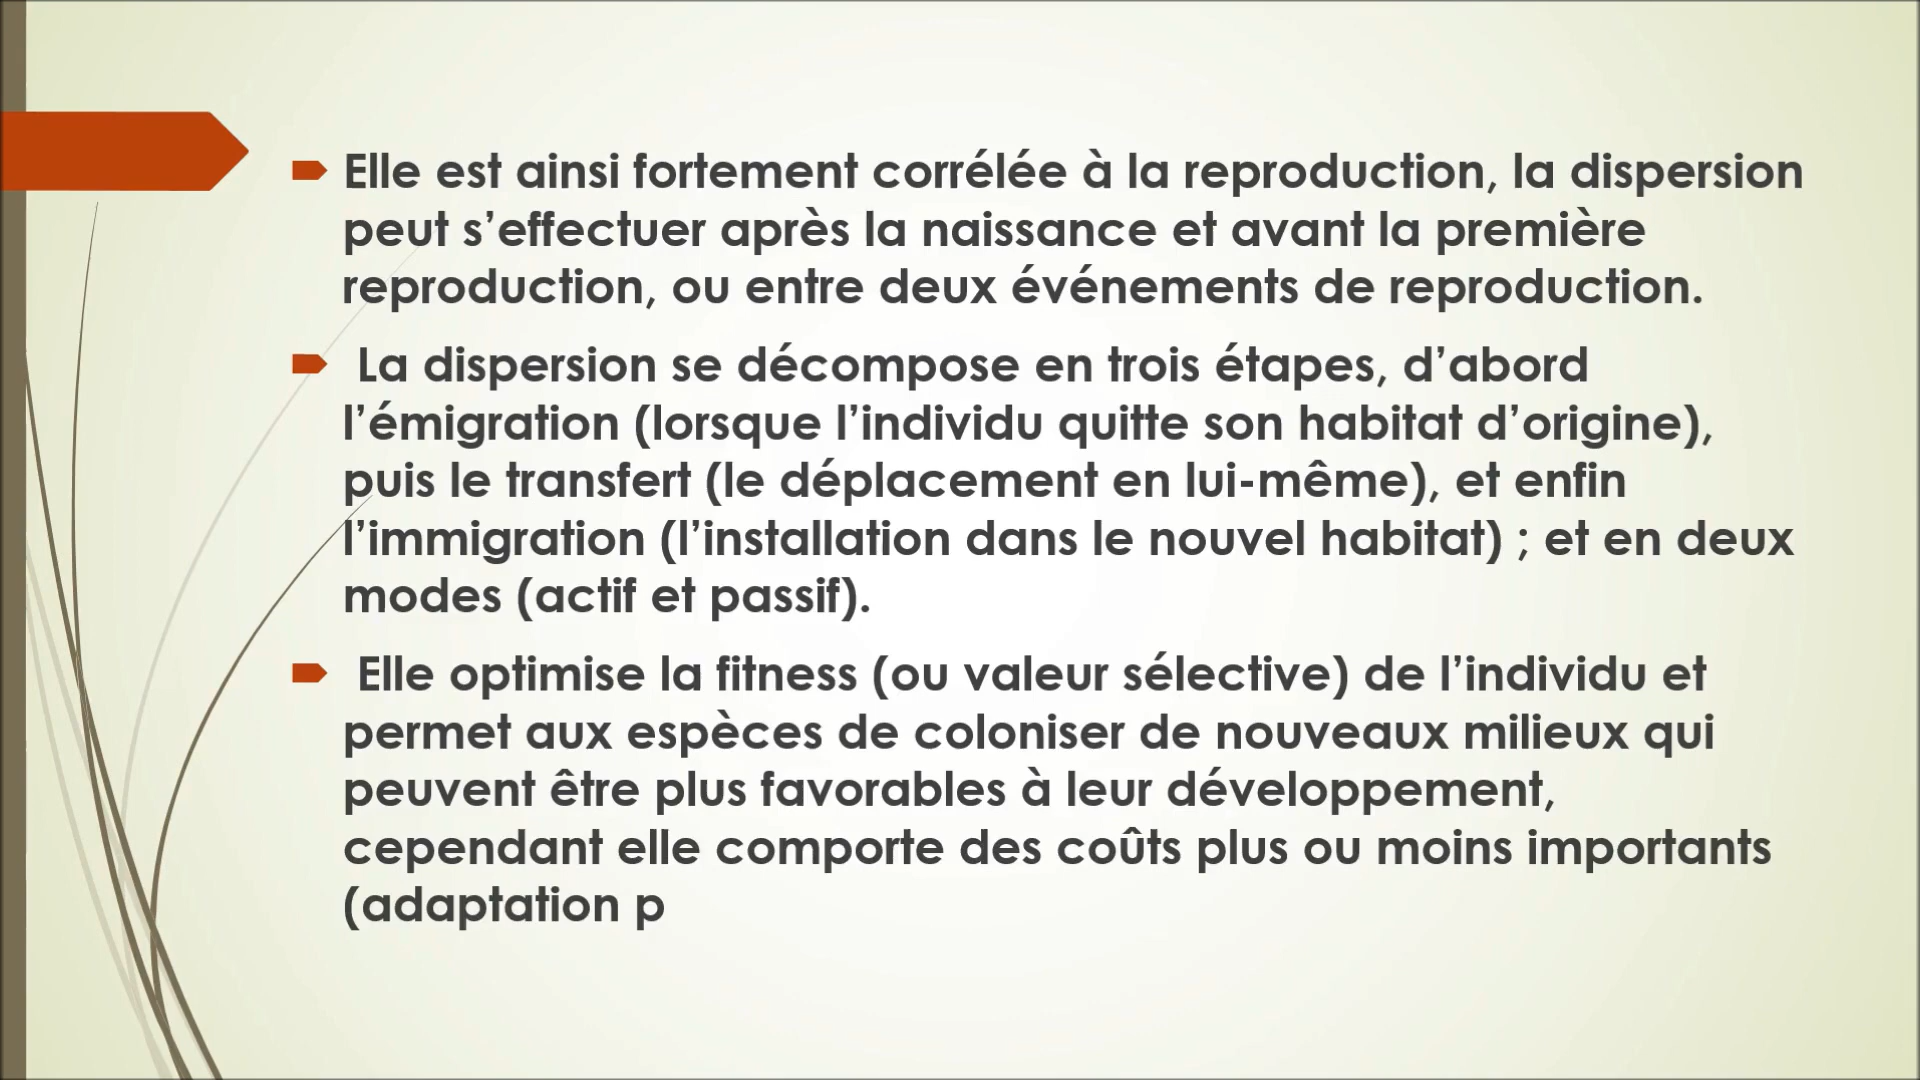 Elle est ainsi fortement corrélée à la reproduction, la dispersion
peut s’effectuer après la naissance et avant la première
reproduction, ou entre deux événements de reproduction.
La dispersion se décompose en trois étapes, d’abord
l’émigration (lorsque l’individu quitte son habitat d’origine),
puis le transfert (le déplacement en lui-même), et enfin
l’immigration (l’installation dans le nouvel habitat) ; et en deux
modes (actif et passif).
Elle optimise la fitness (ou valeur sélective) de l’individu et
permet aux espèces de coloniser de nouveaux milieux qui
peuvent être plus favorables à leur développement,
cependant elle comporte des coûts plus ou moins importants
(adaptation p